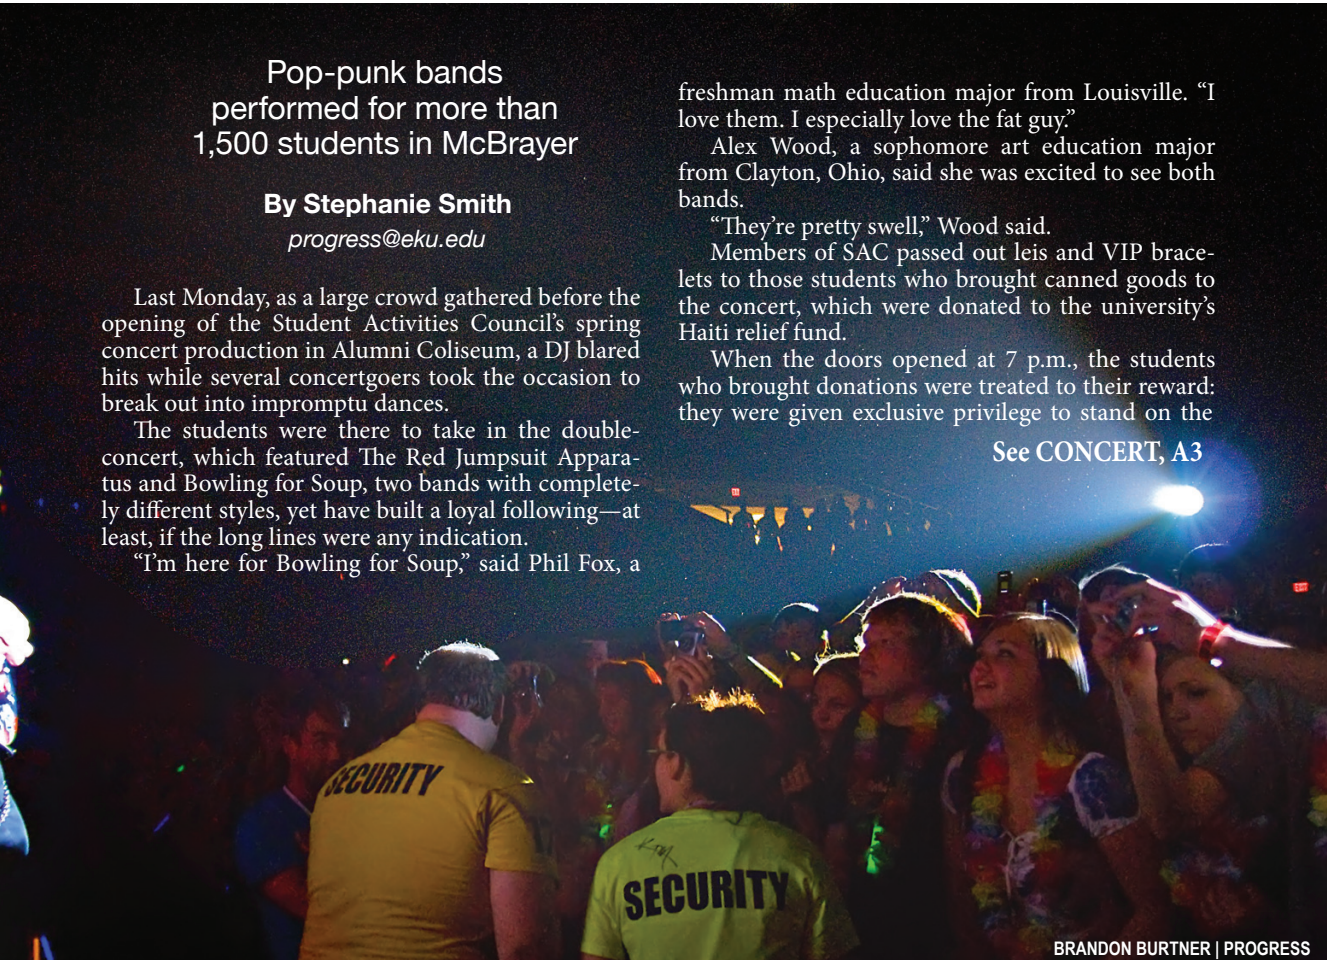 Pop-punk bands
performed for more than
1,500 students in McBrayer
By Stephanie Smith
progress@eku.edu
Last Monday, as a large crowd gathered before the
opening of the Student Activities Council’s spring
concert production in Alumni Coliseum, a DJ blared
hits while several concertgoers took the occasion to
break out into impromptu dances.
The students were there to take in the double-
concert, which featured The Red Jumpsuit Appara-
tus and Bowling for Soup, two bands with complete-
ly different styles, yet have built a loyal following—at
least, if the long lines were any indication.
“I’m here for Bowling for Soup,” said Phil Fox, a
freshman math education major from Louisville. “I
love them. I especially love the fat guy.”
Alex Wood, a sophomore art education major
from Clayton, Ohio, said she was excited to see both
bands.
“They’re pretty swell,” Wood said.
Members of SAC passed out leis and VIP brace-
lets to those students who brought canned goods to
the concert, which were donated to the university’s
Haiti relief fund.
When the doors opened at 7 p.m., the students
who brought donations were treated to their reward:
they were given exclusive privilege to stand on the
See CONCERT, A3
SECURITY
SECURITY
BRANDON BURTNER | PROGRESS